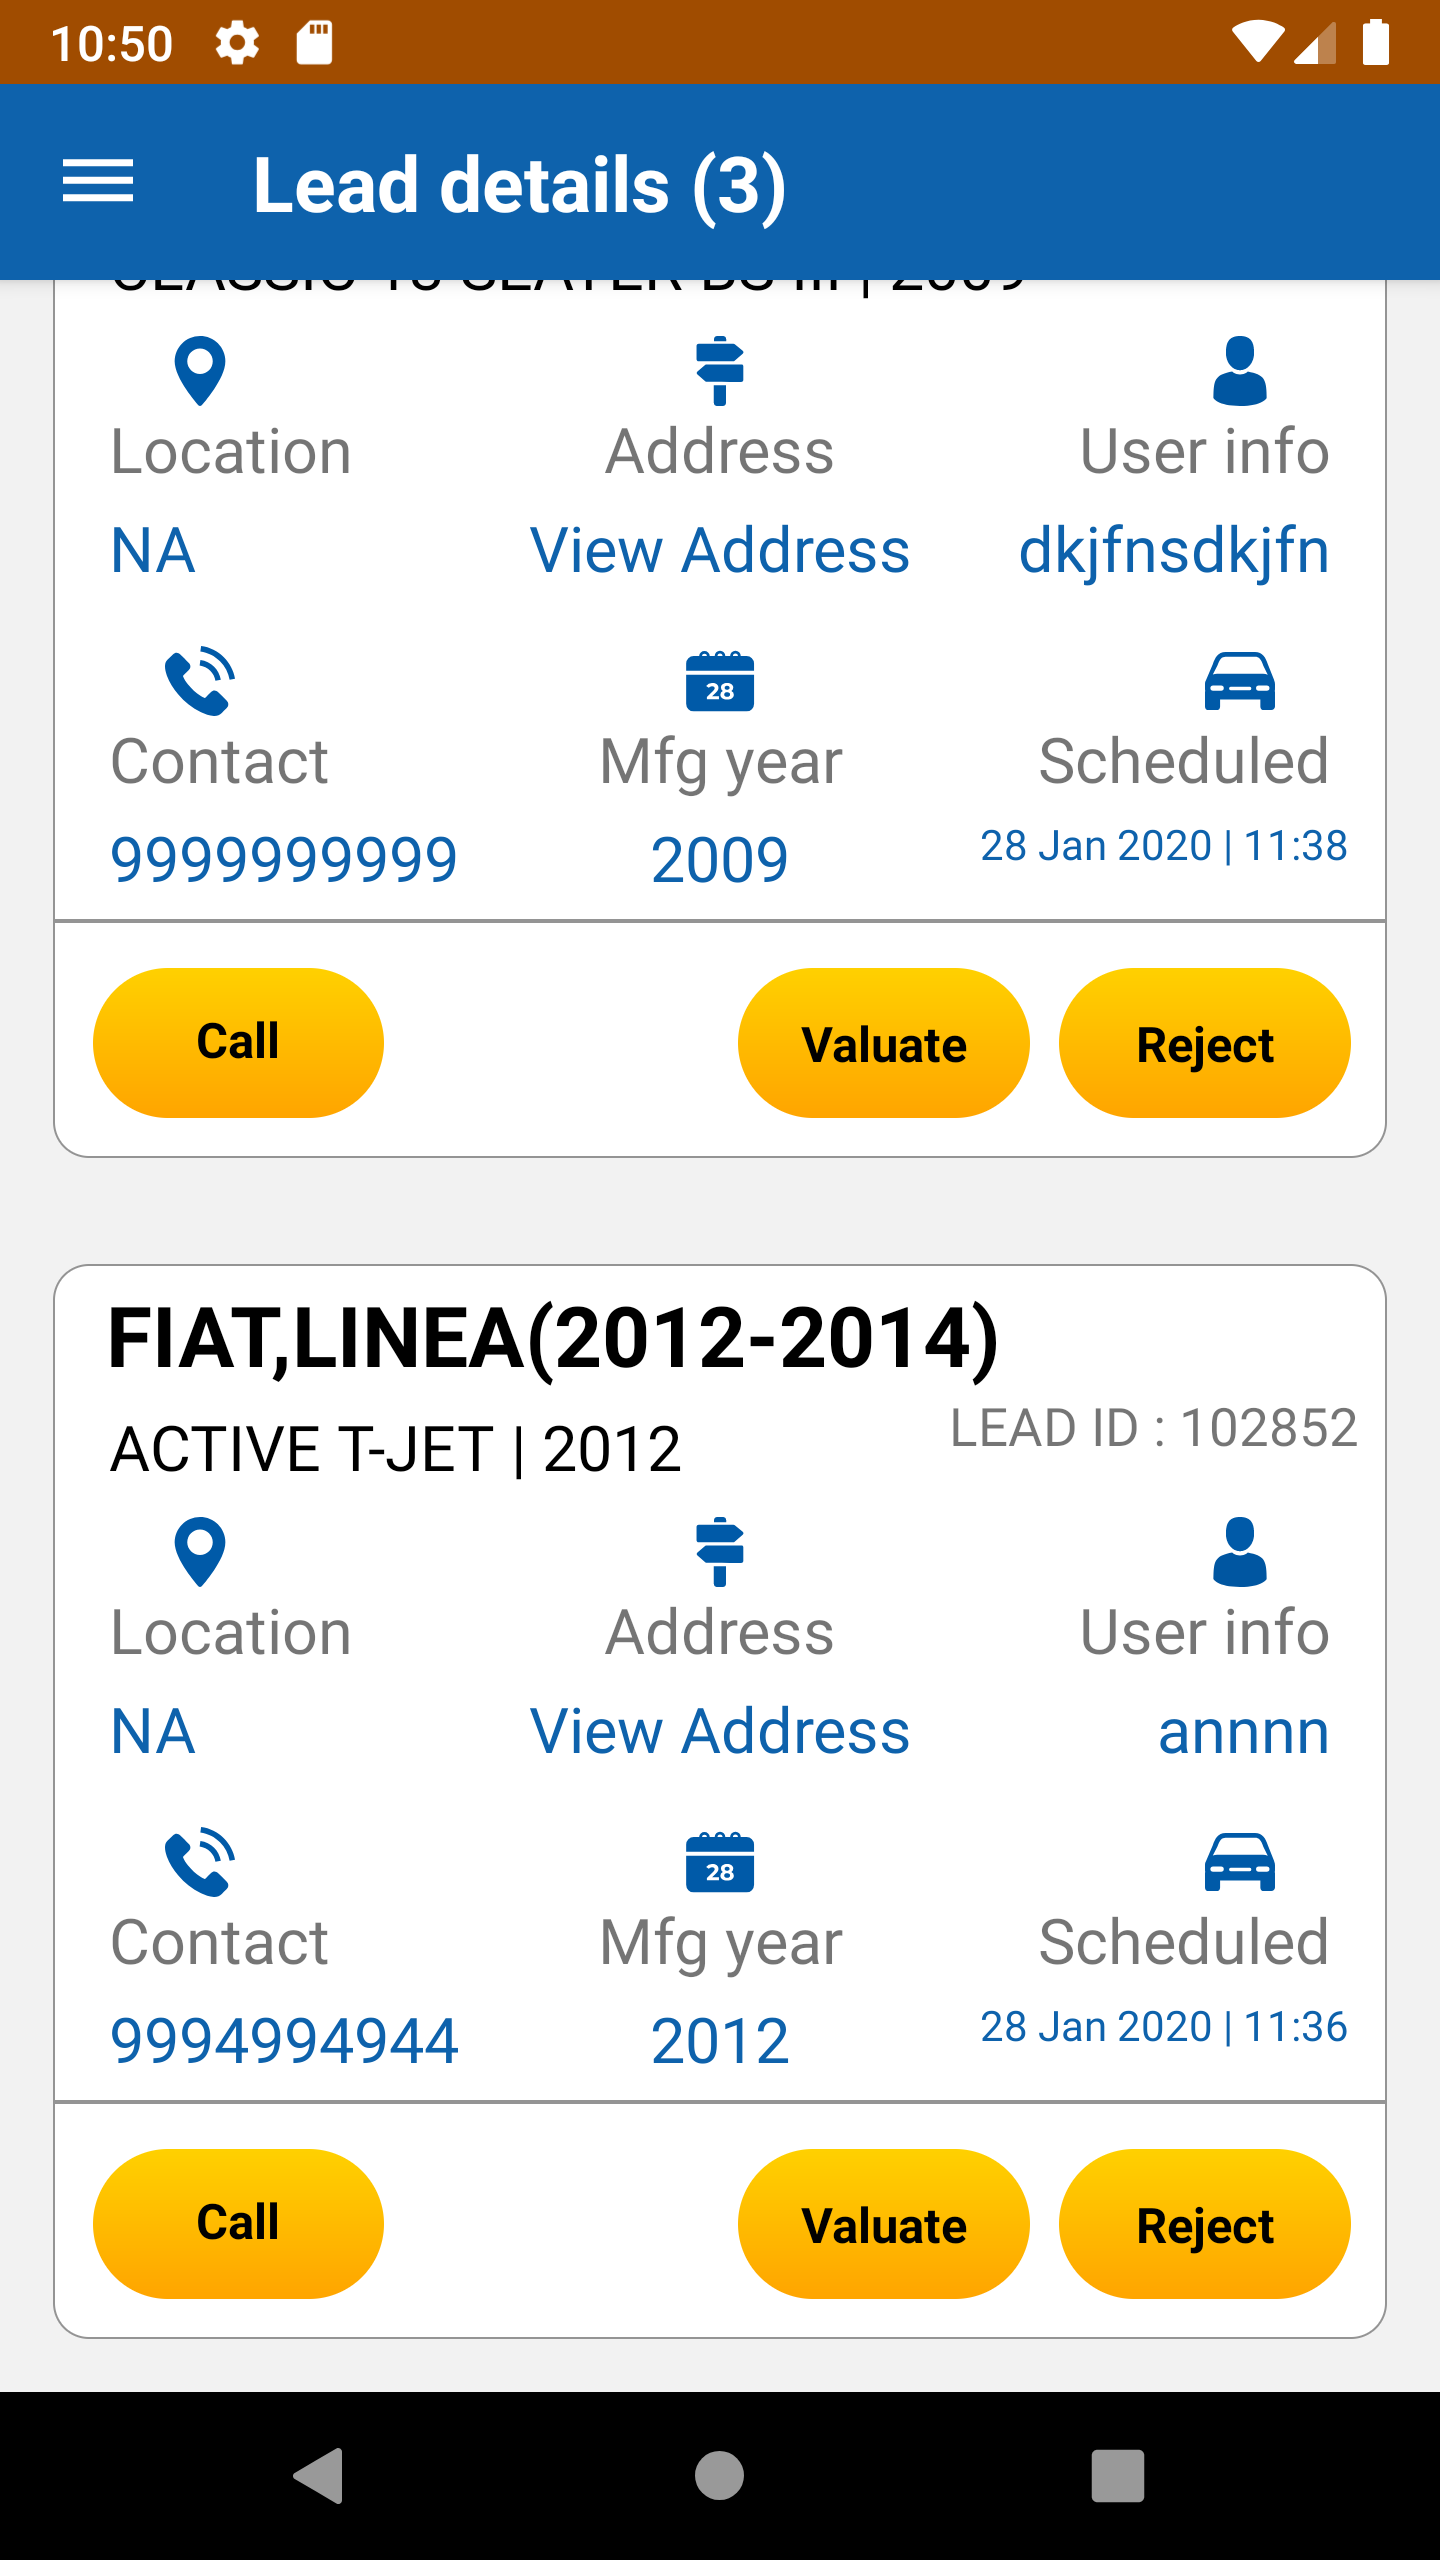 10:50
Lead details (3)
Location Address User info
NA View Address dkjfnsdkjfn
28
Contact Mfg year Scheduled
9999999999 2009 28 Jan 2020 | 11:38
Call Valuate Reject
FIAT,LINEA(2012-2014)
ACTIVE T-JET | 2012 LEAD ID : 102852
Location Address User info
NA View Address annnn
28
Contact Mfg year Scheduled
9994994944 2012 28 Jan 2020 | 11:36
Call Valuate Reject